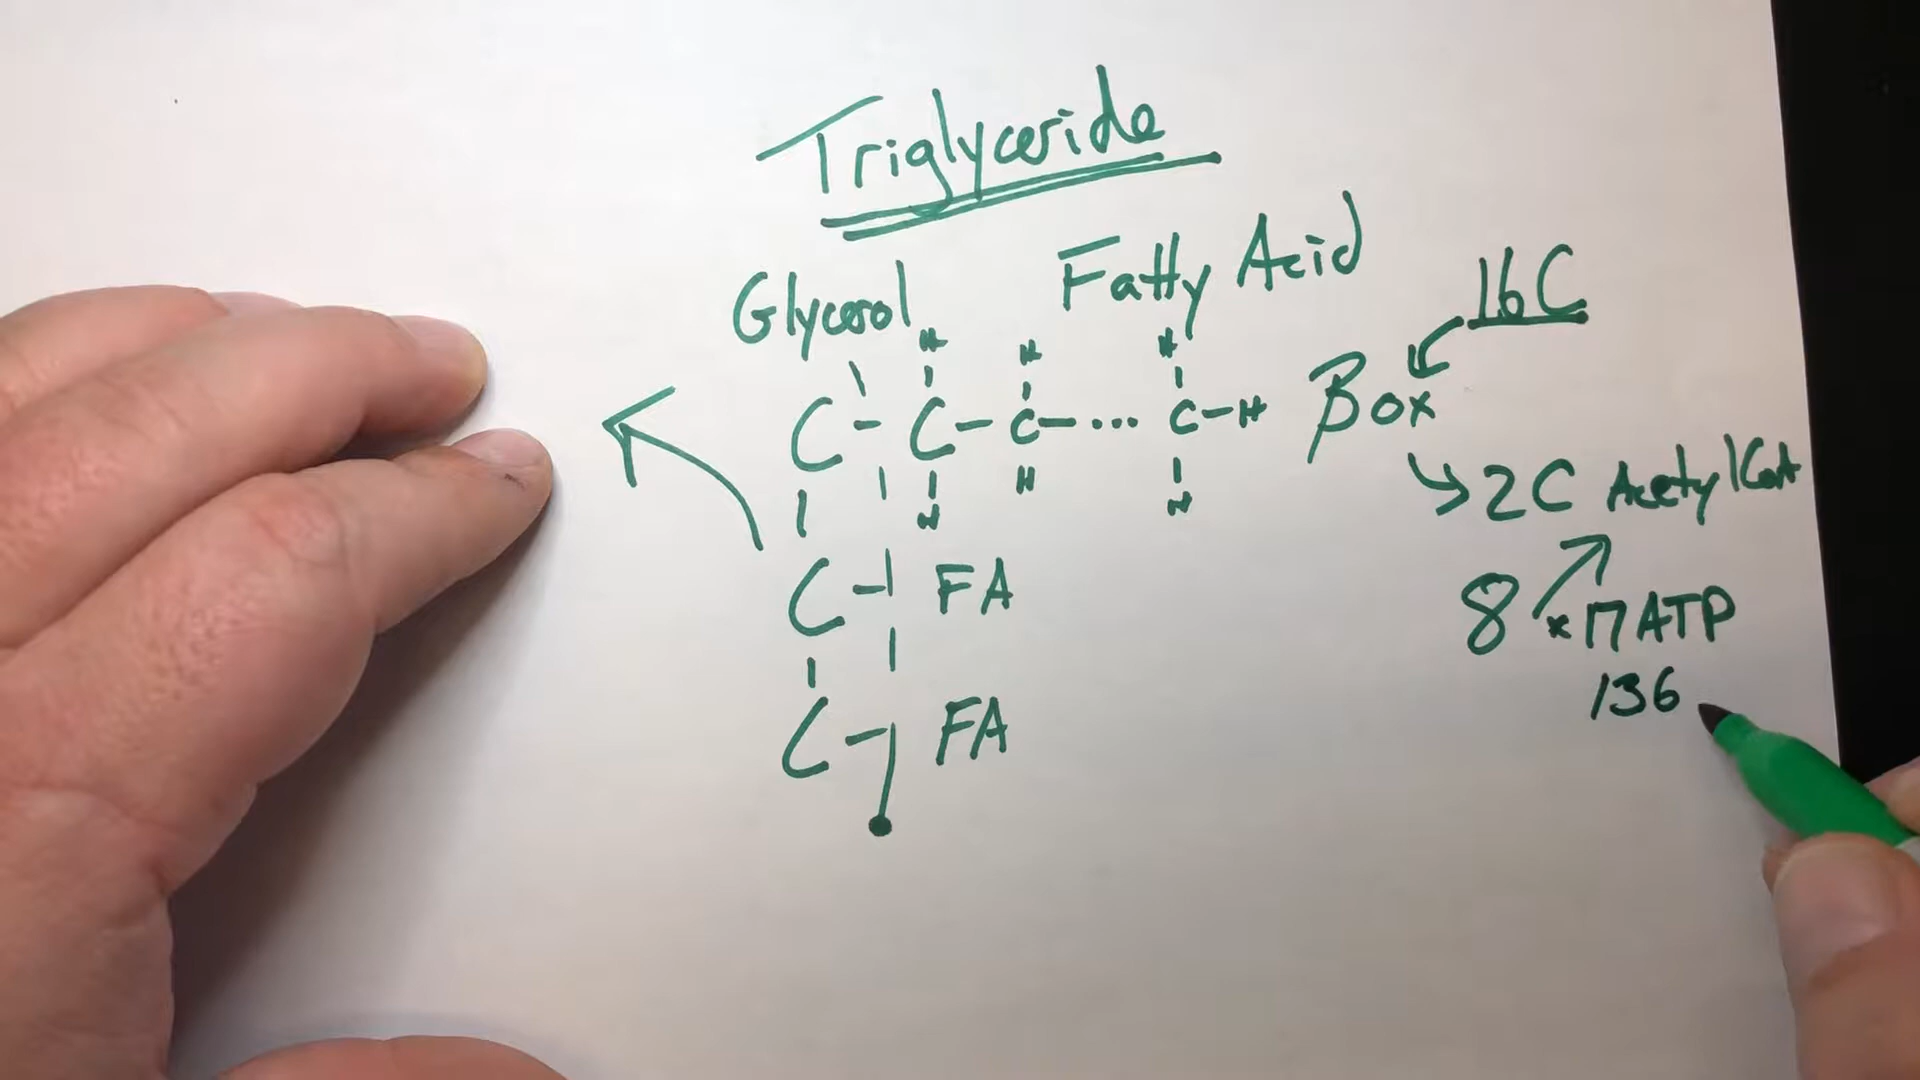 Triglyceride
Glycerol
Fatty Acid
16C
H H H
C - C - C - ... C - H
H H H
Box
2C Acetyl CoA
C - FA
8 × 17 ATP
136
C - FA